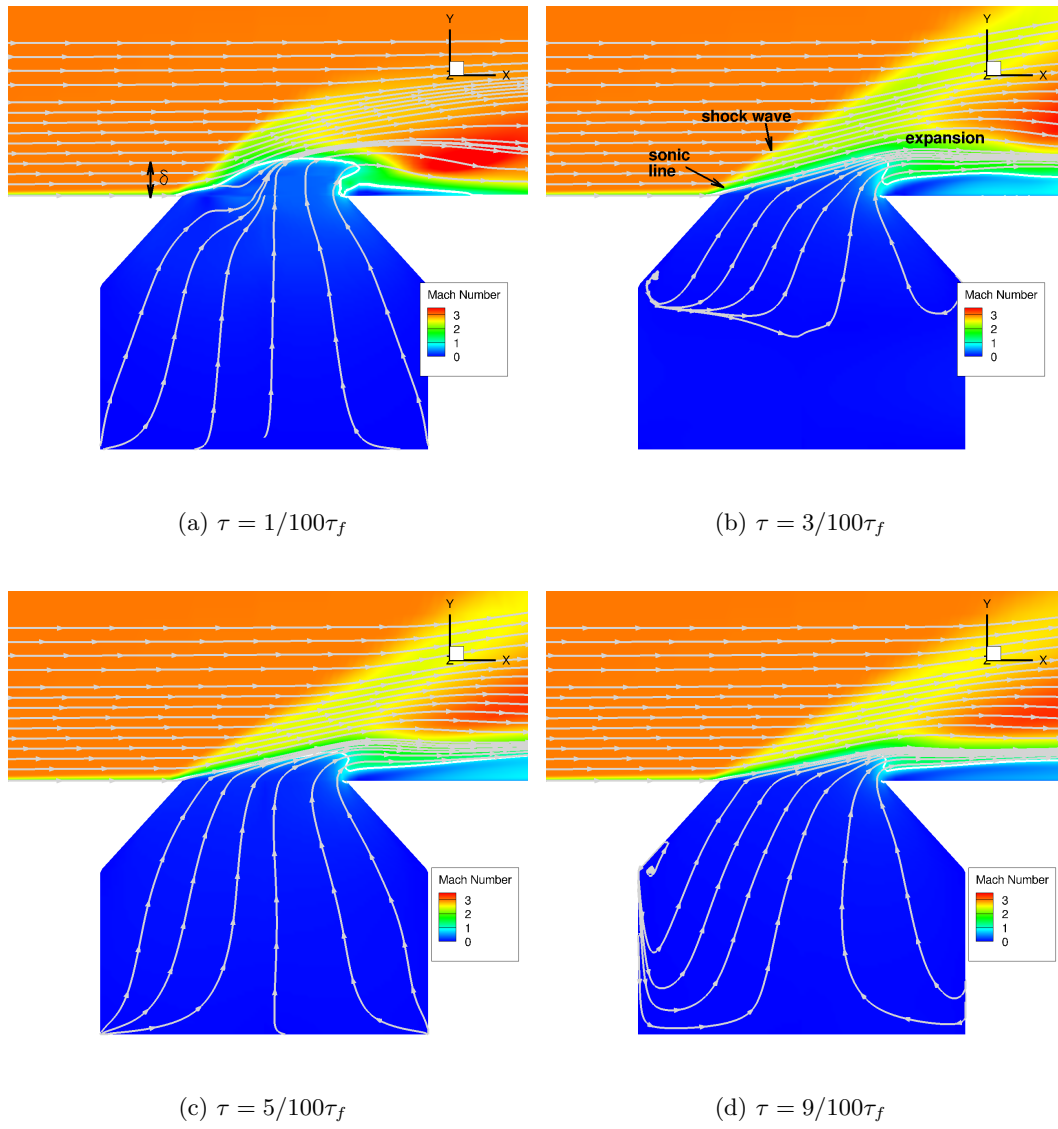 Y
Z X
δ
Mach Number
3
2
1
0
(a) τ = 1/100τ_f
Y
Z X
shock wave
expansion
sonic
line
Mach Number
3
2
1
0
(b) τ = 3/100τ_f
Y
Z X
Mach Number
3
2
1
0
(c) τ = 5/100τ_f
Y
Z X
Mach Number
3
2
1
0
(d) τ = 9/100τ_f